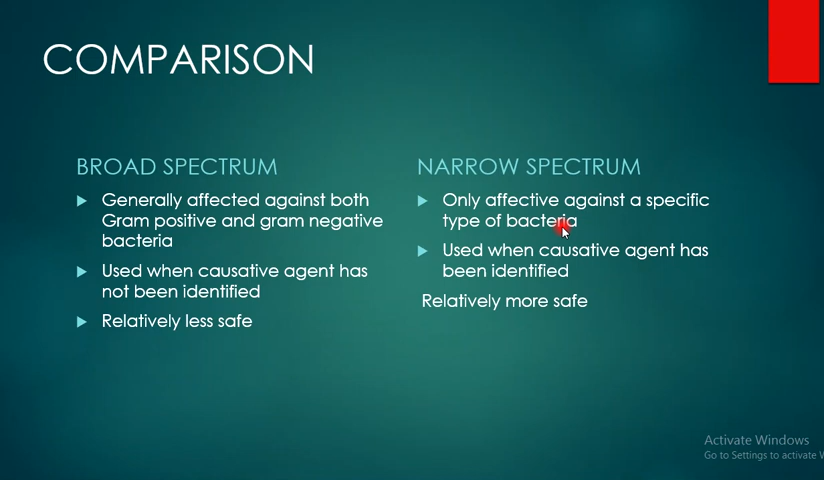 COMPARISON
BROAD SPECTRUM
Generally affected against both
Gram positive and gram negative
bacteria
Used when causative agent has
not been identified
Relatively less safe
NARROW SPECTRUM
Only affective against a specific
type of bacteria
Used when causative agent has
been identified
Relatively more safe
Activate Windows
Go to Settings to activate W